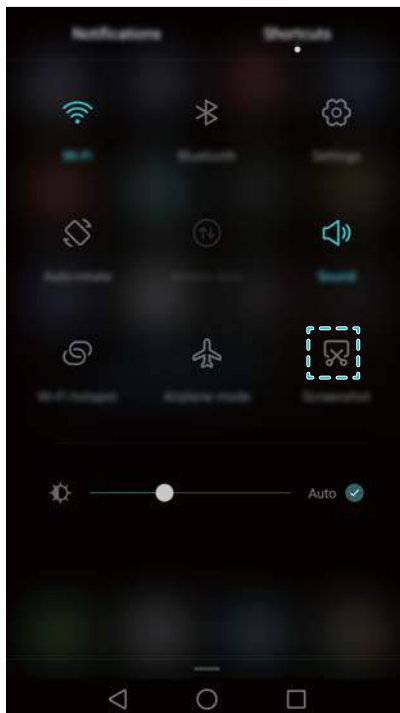 Notifications Shortcuts
Wi-Fi Bluetooth Settings
Auto-rotate
Sound
Wi-Fi hotspot Airplane mode Screenshot
Auto